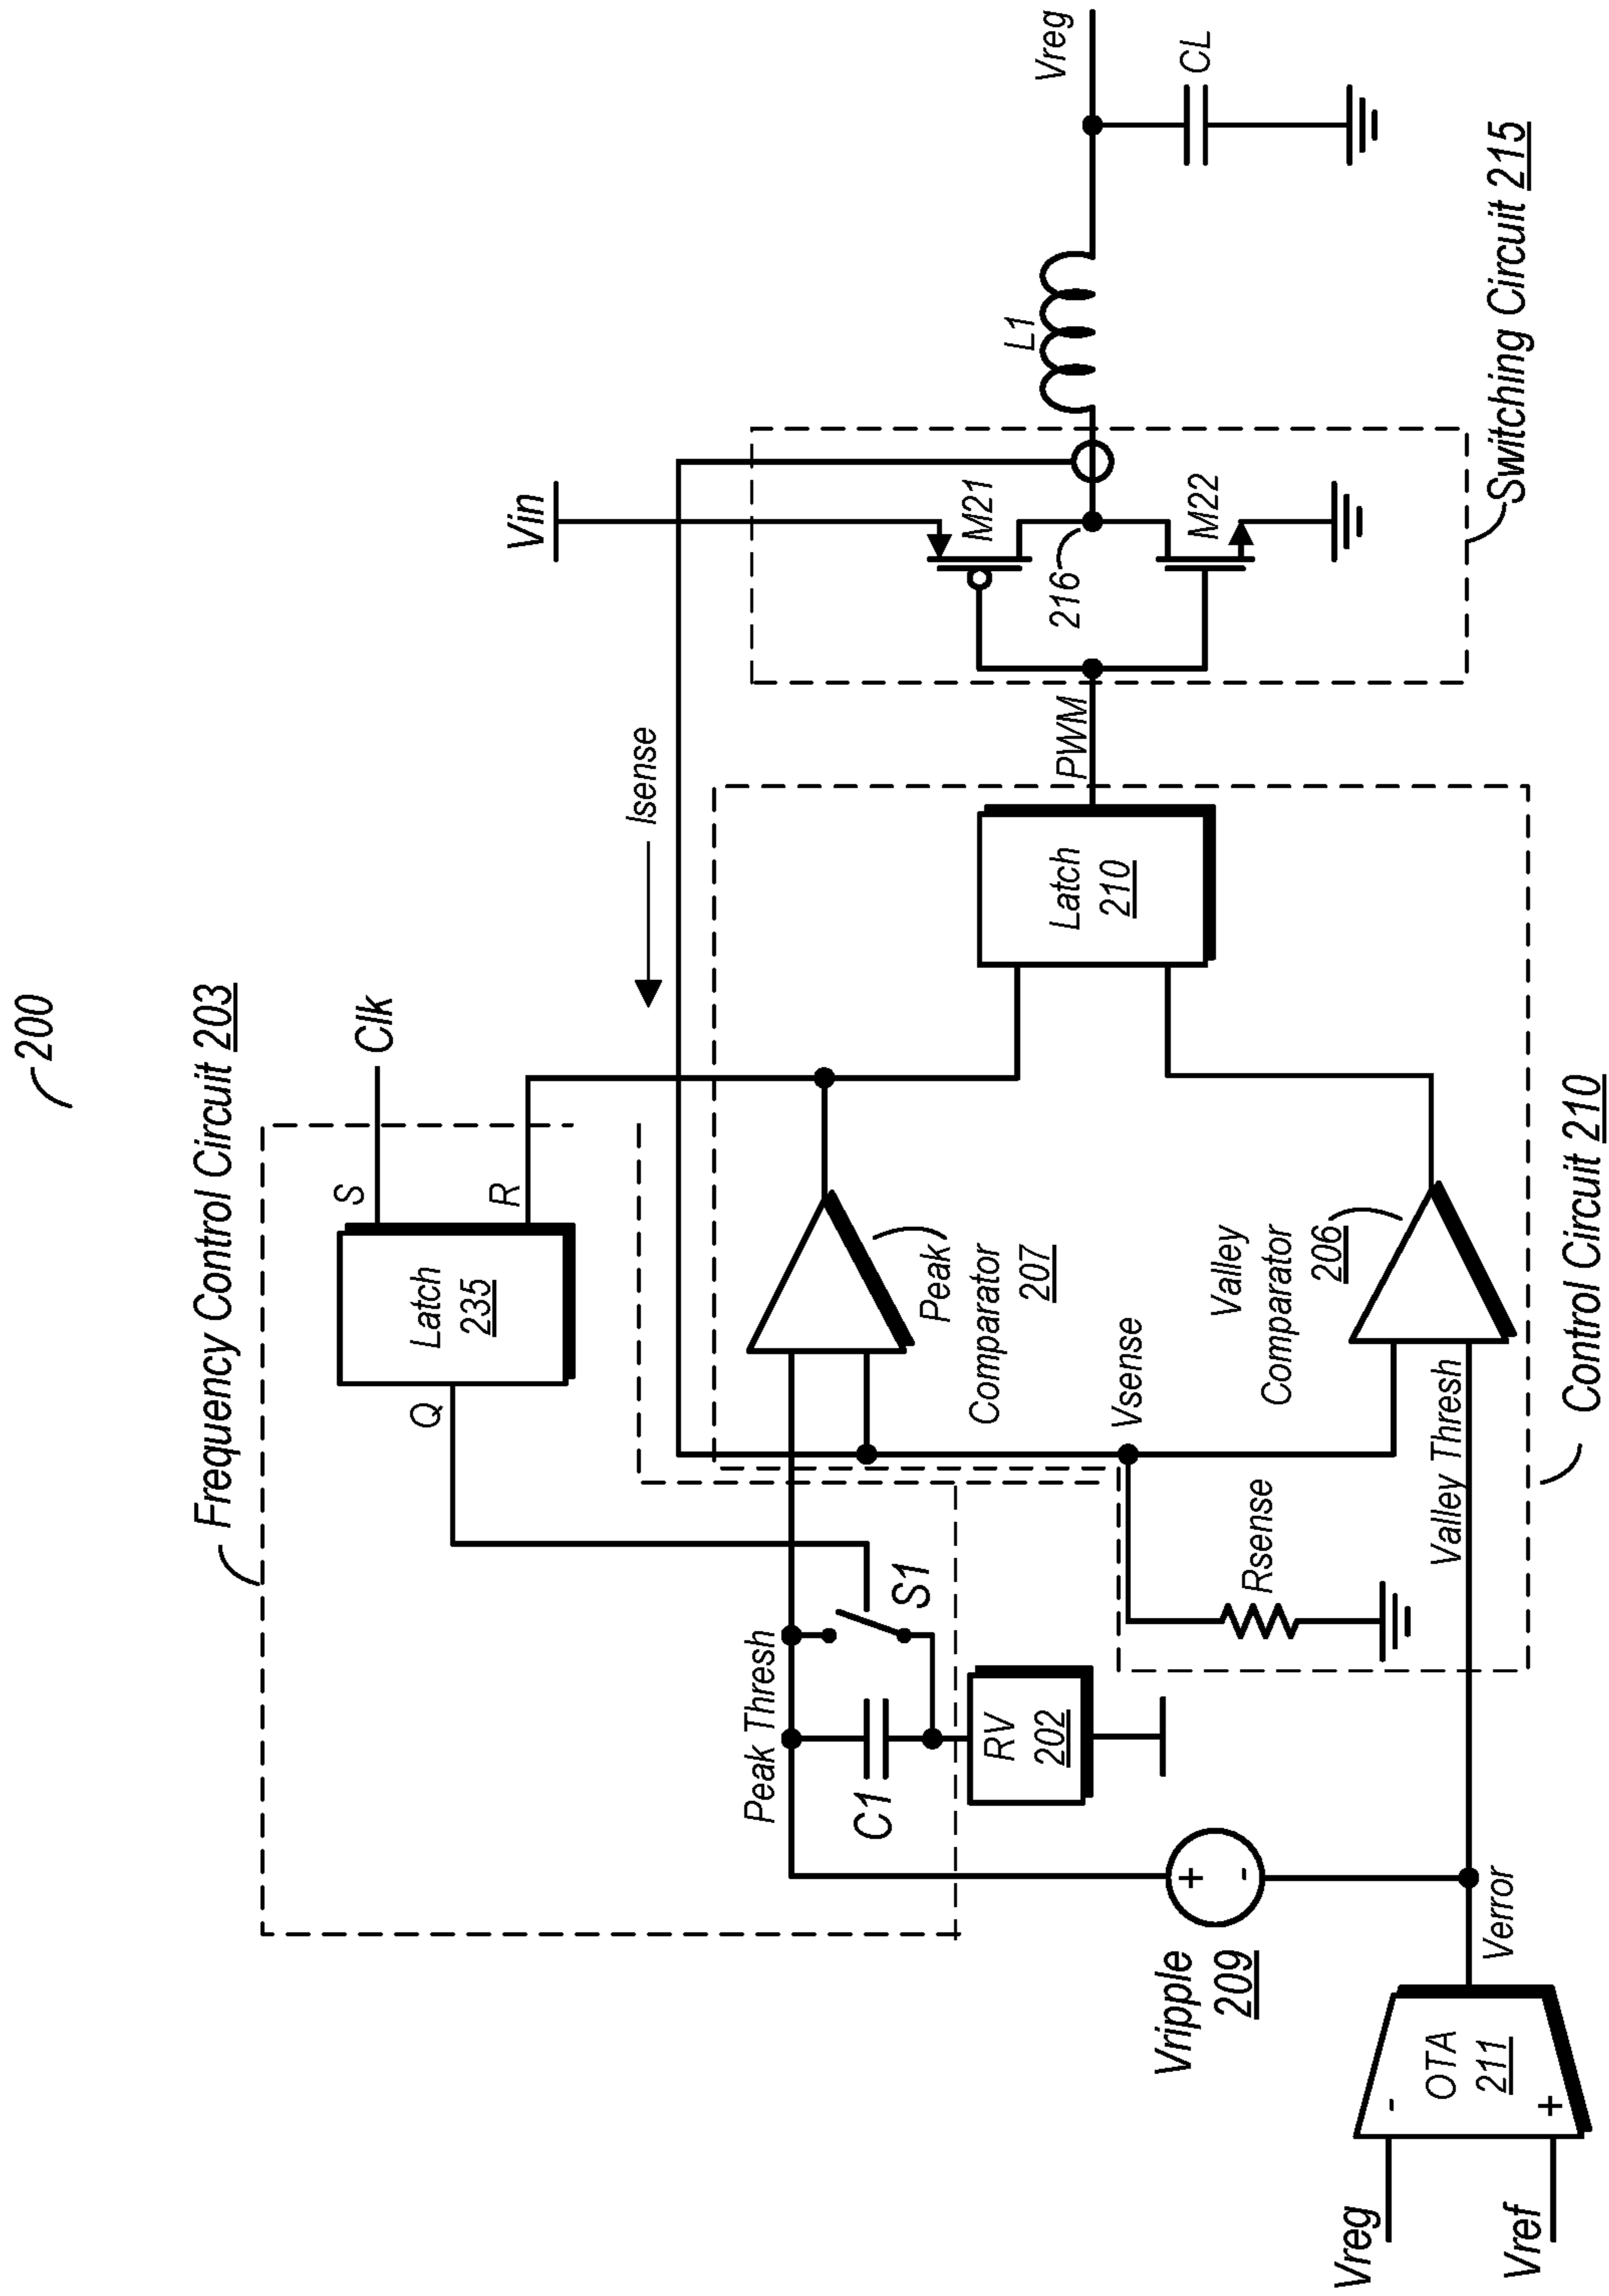 200
Frequency Control Circuit 203
Clk
S
R
Latch
235
Q
Isense
Vin
M21
216
M22
L1
Vreg
CL
Switching Circuit 215
PWM
Latch
210
Peak
Comparator
207
Valley
Comparator
206
Vsense
Valley Thresh
Control Circuit 210
Rsense
Peak Thresh
S1
C1
RV
202
Vripple
209
+
-
Verror
OTA
211
-
+
Vreg
Vref